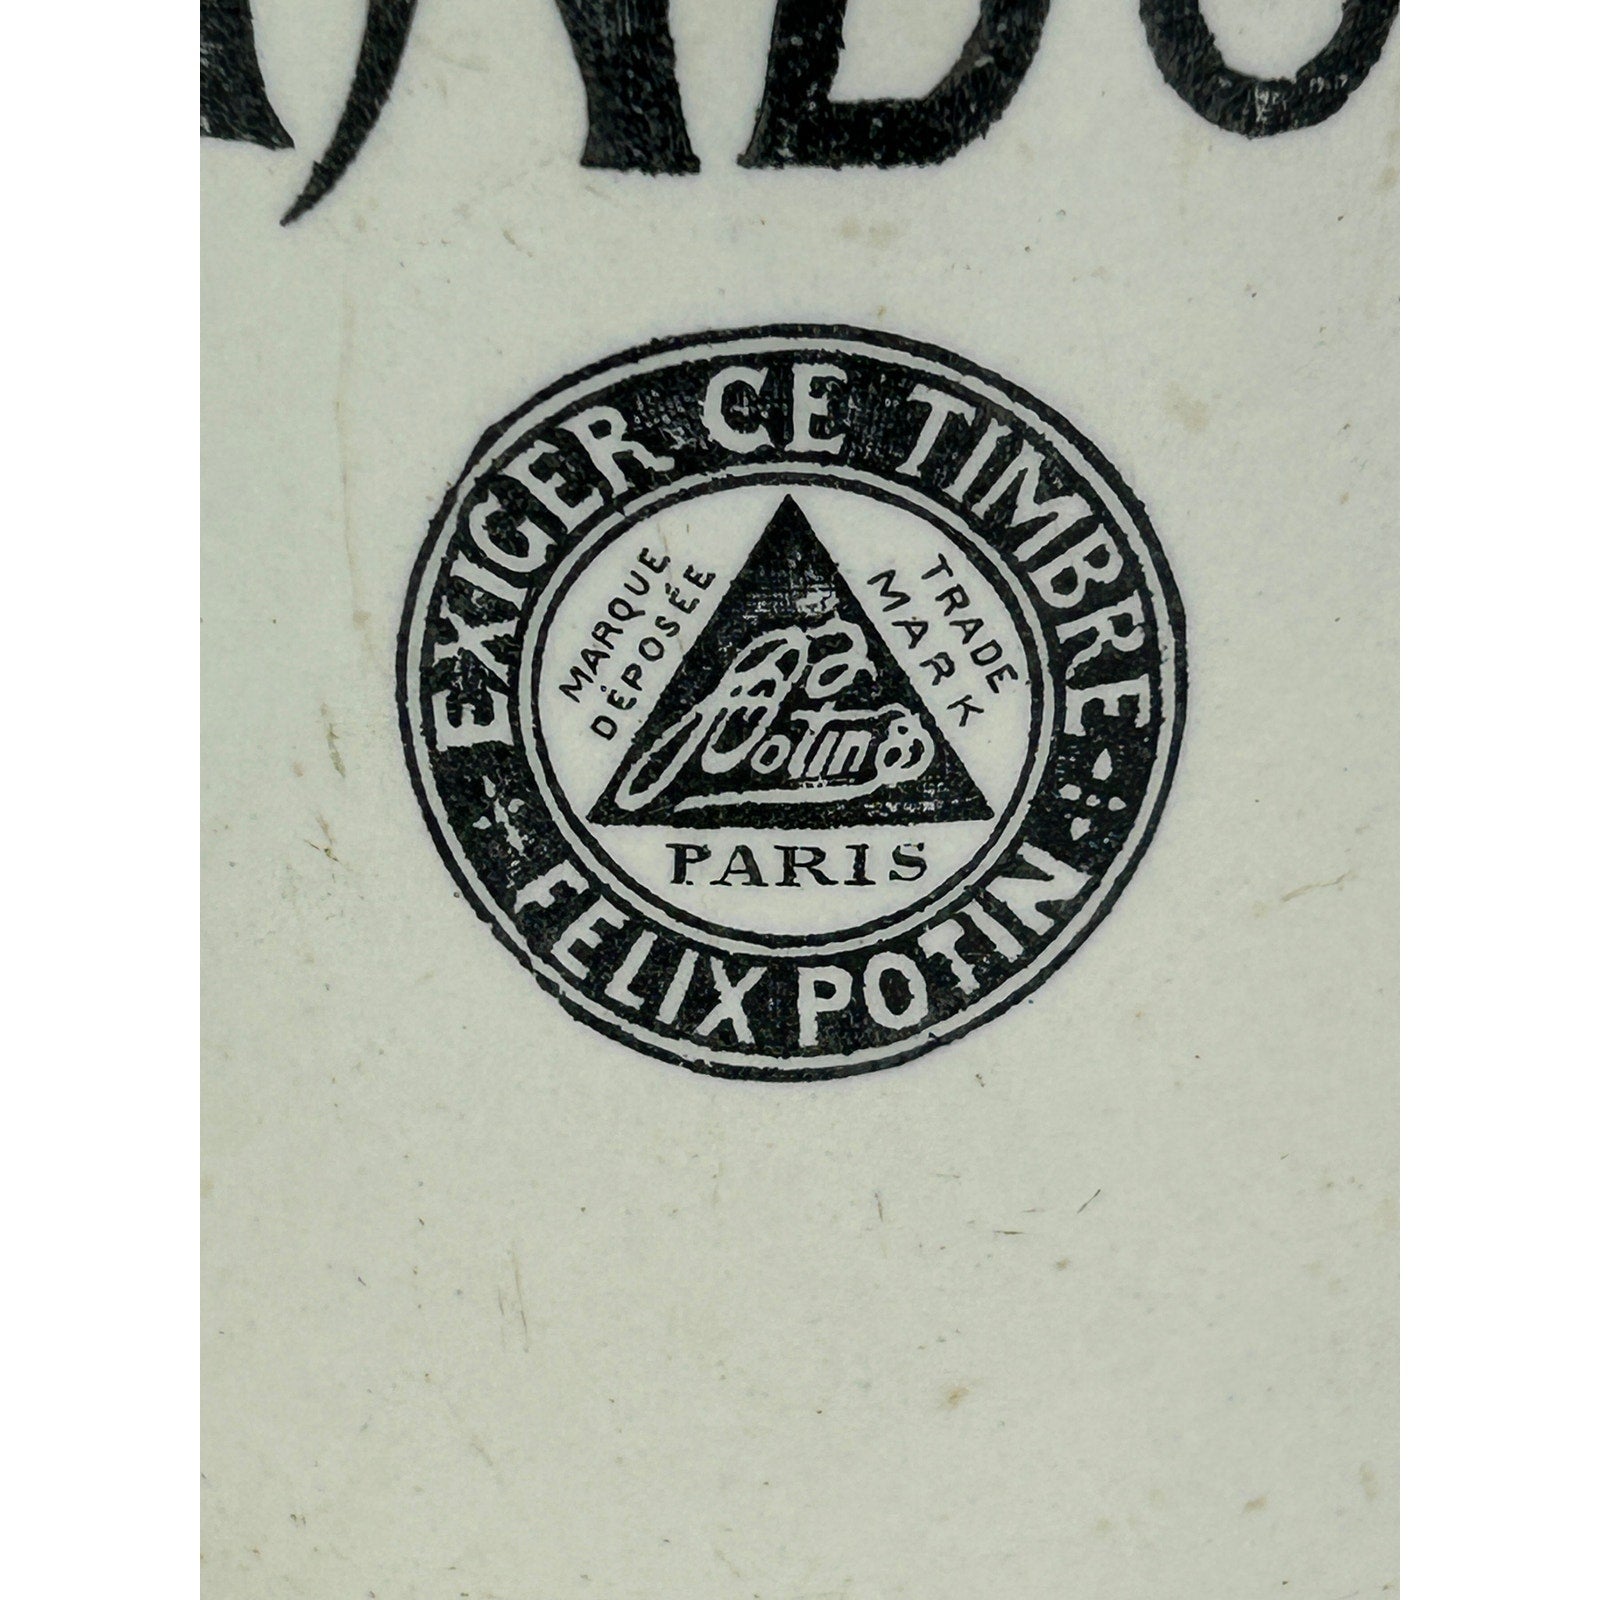 EXIGER CE TIMBRE
MARQUE
DÉPOSÉE
TRADE
MARK
Potin
PARIS
FELIX POTIN